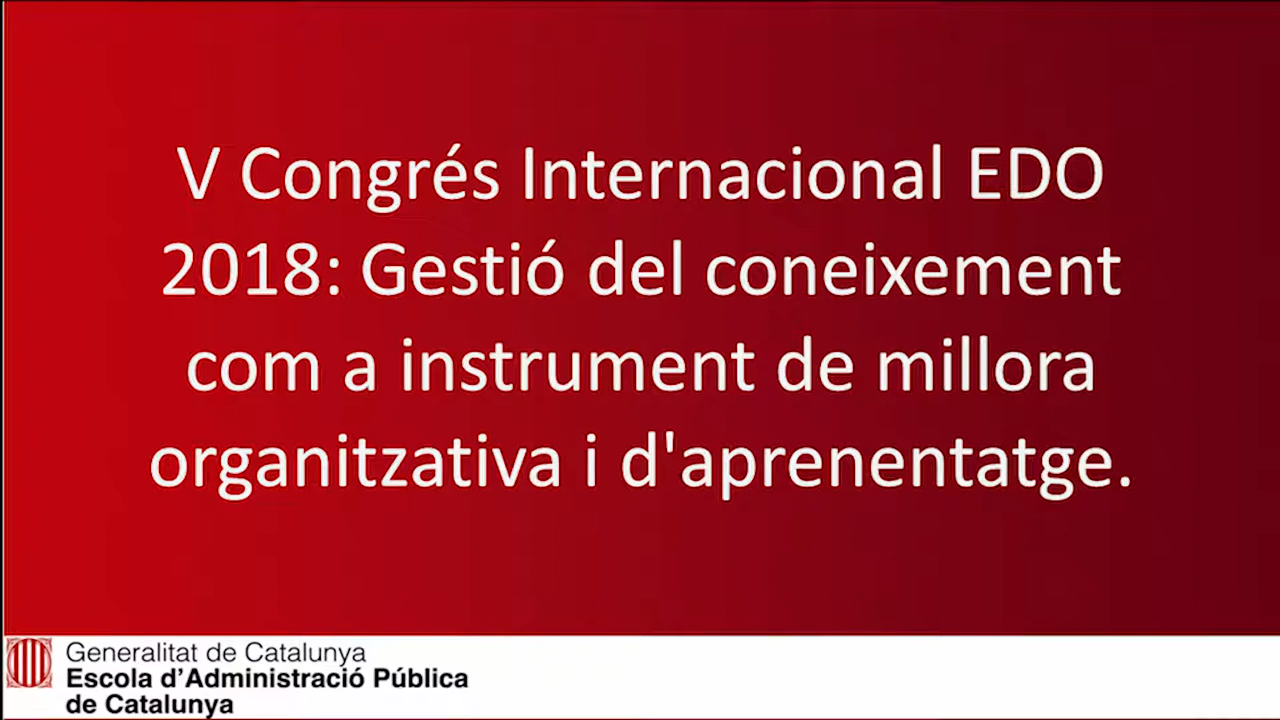 V Congrés Internacional EDO
2018: Gestió del coneixement
com a instrument de millora
organitzativa i d'aprenentatge.
Generalitat de Catalunya
Escola d’Administració Pública
de Catalunya